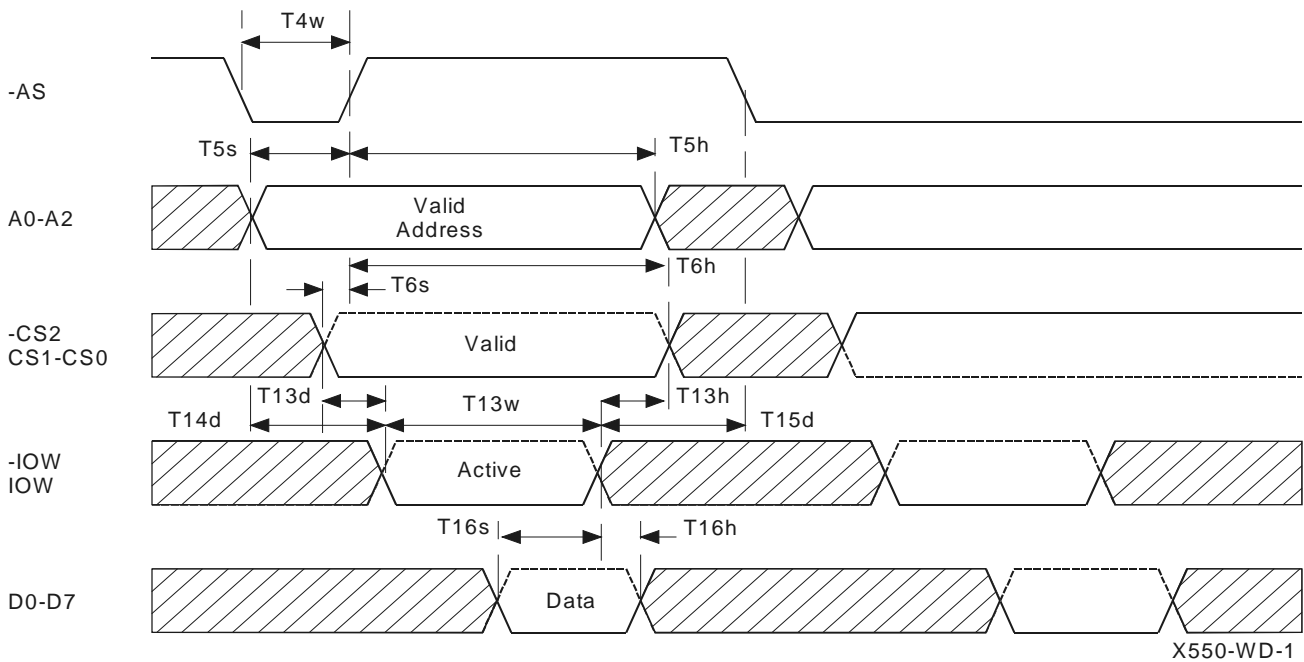 T4w
-AS
T5s
T5h
A0-A2
Valid
Address
T6h
T6s
-CS2
CS1-CS0
Valid
T13d
T13w
T13h
T14d
T15d
-IOW
IOW
Active
T16s
T16h
D0-D7
Data
X550-WD-1